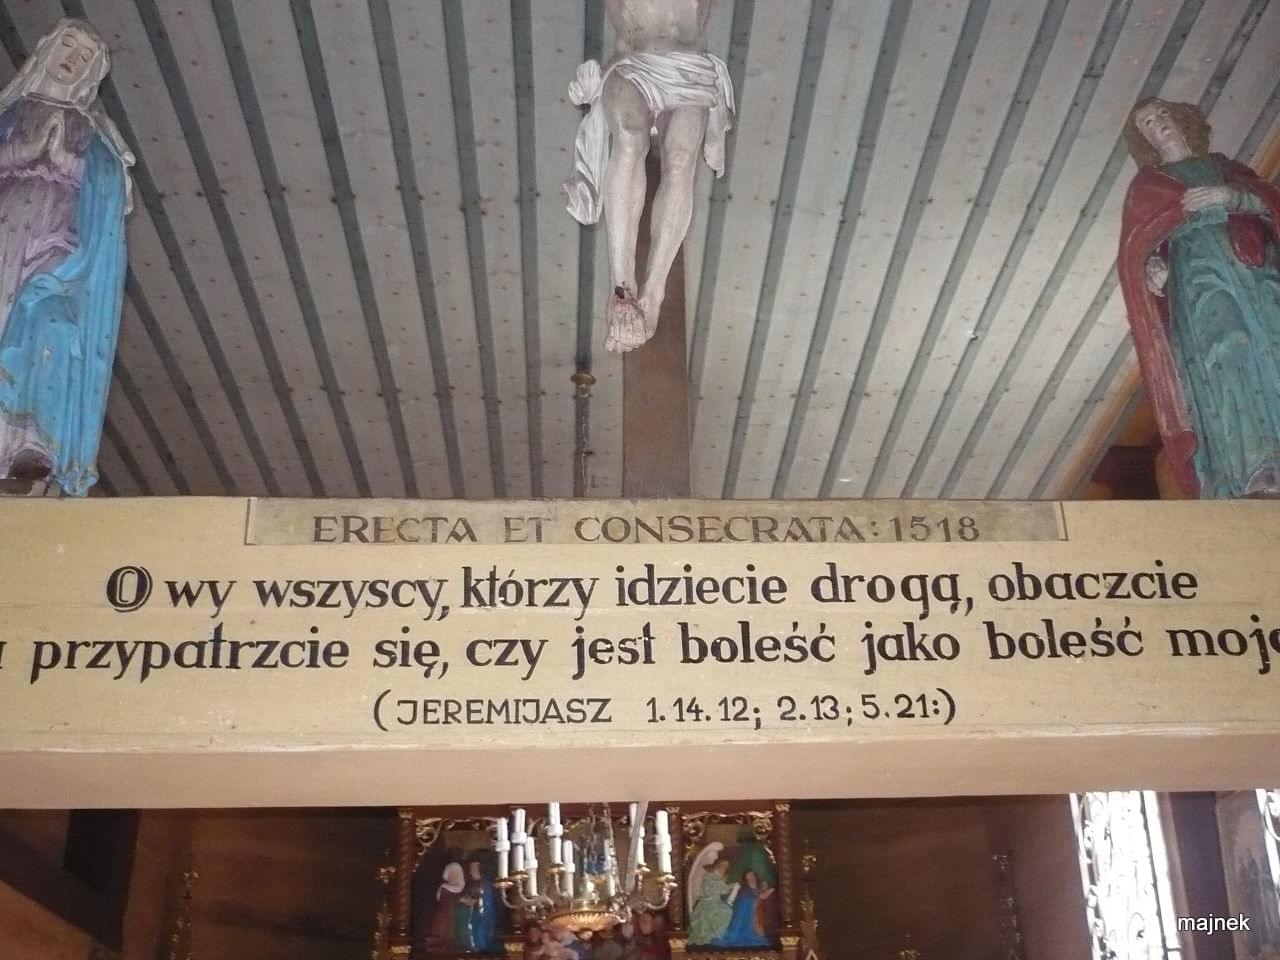 ERECTA ET CONSECRATA: 1518
O wy wszyscy, którzy idziecie drogą, obaczcie
a przypatrzcie się, czy jest boleść jako boleść moja
(JEREMIJASZ 1.14.12; 2.13; 5.21:)
majnek